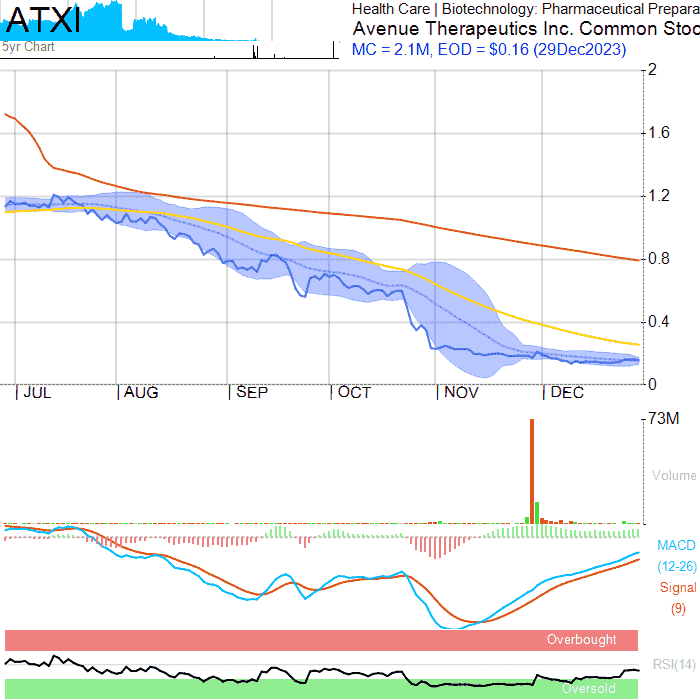 ATXI
Health Care | Biotechnology: Pharmaceutical Prepara
Avenue Therapeutics Inc. Common Stoc
MC = 2.1M, EOD = $0.16 (29Dec2023)
5yr Chart
2
1.6
1.2
0.8
0.4
0
JUL
AUG
SEP
OCT
NOV
DEC
73M
Volume
MACD
(12-26)
Signal
(9)
Overbought
RSI(14)
Oversold